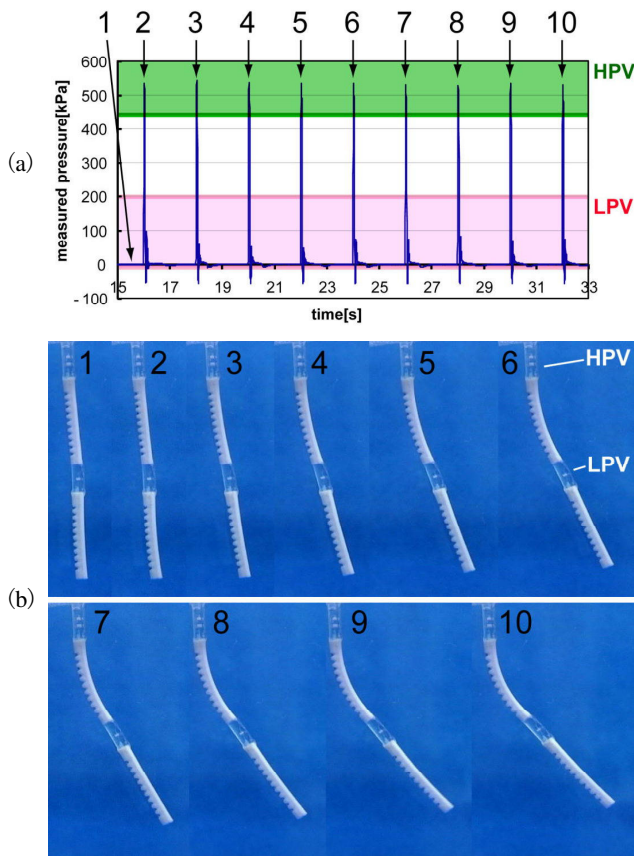 1 2 3 4 5 6 7 8 9 10
600
HPV
500
400
(a)
measured pressure[kPa]
300
200
LPV
100
0
- 100
15 17 19 21 23 25 27 29 31 33
time[s]
1 2 3 4 5 6
HPV
LPV
(b)
7 8 9 10